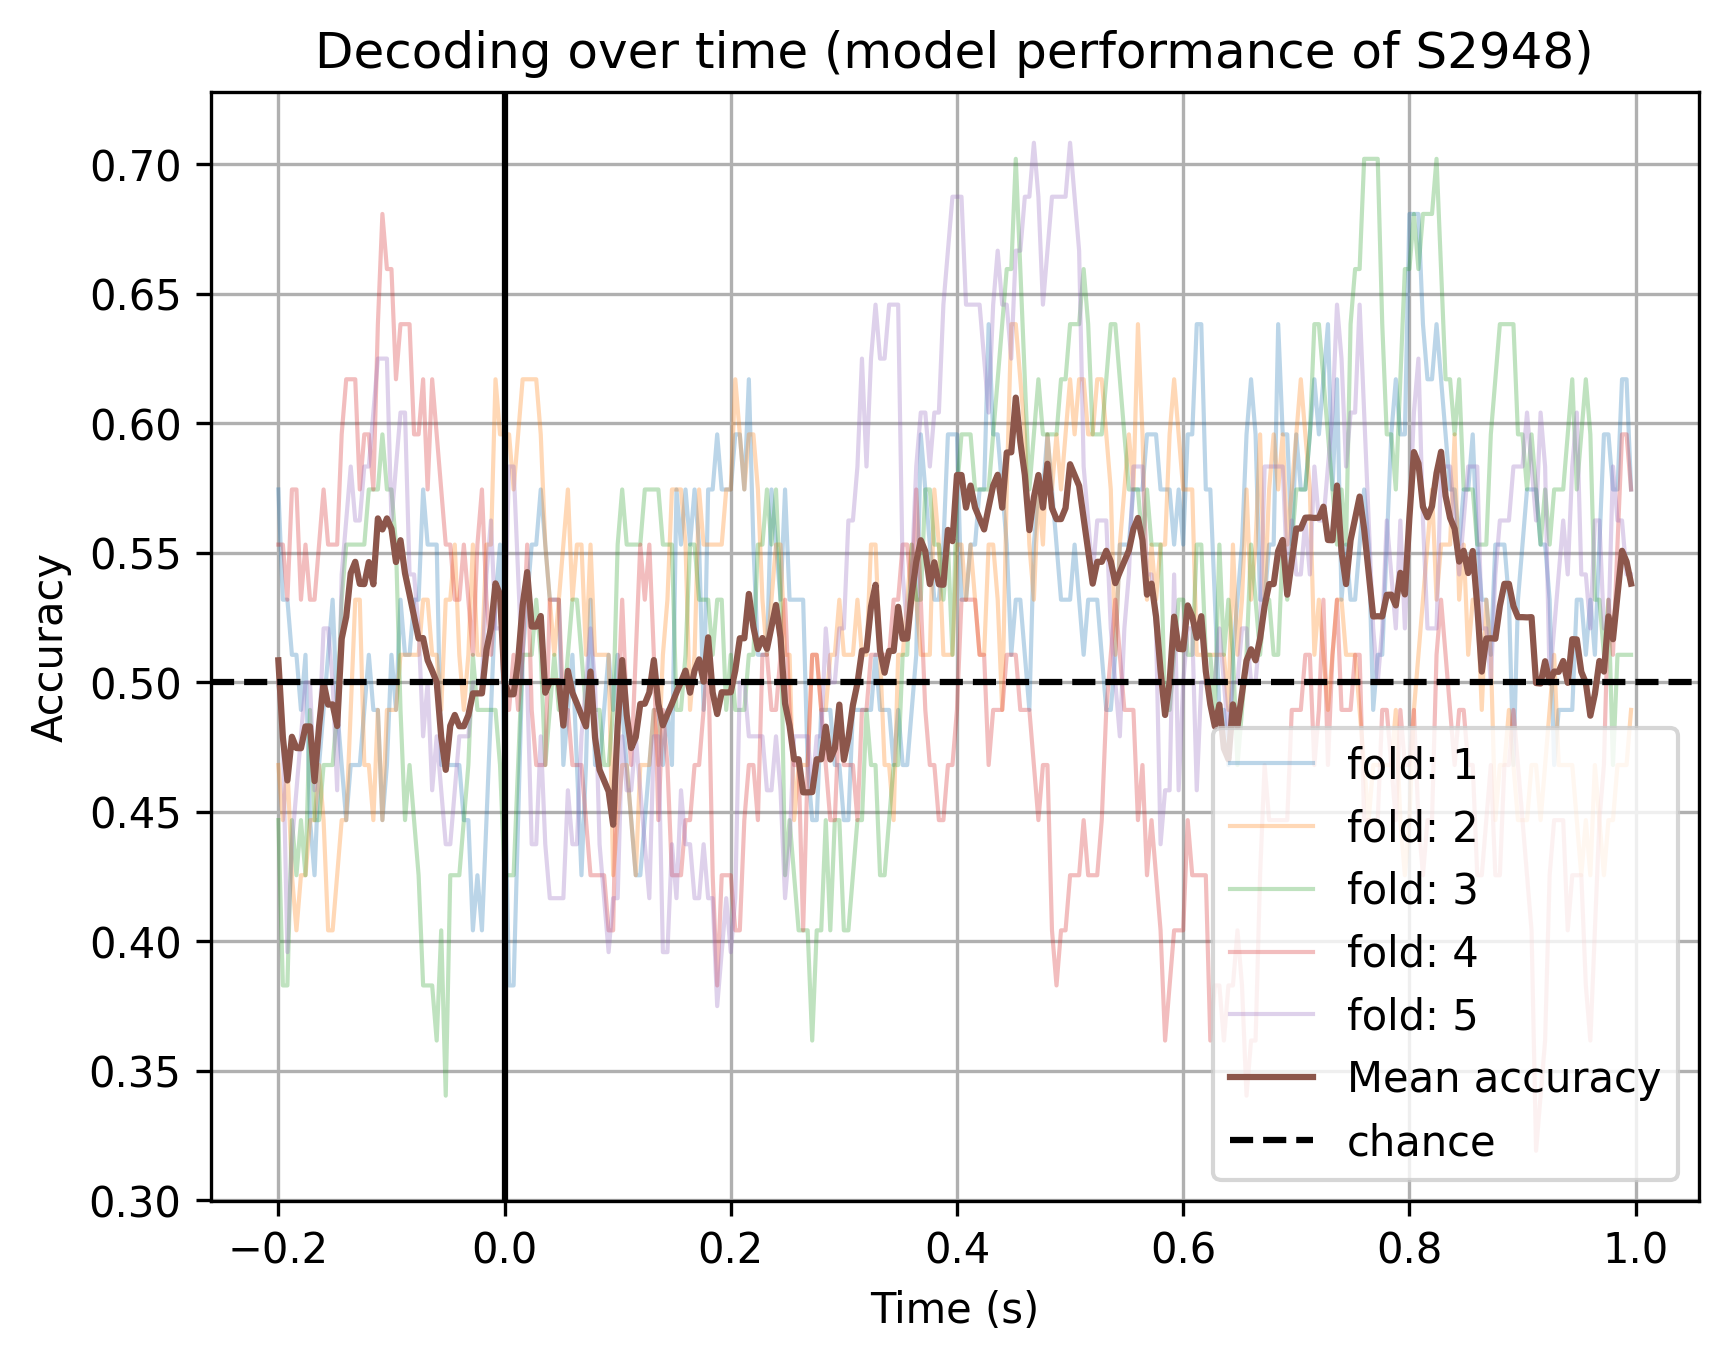 Decoding over time (model performance of S2948)
Accuracy
0.70
0.65
0.60
0.55
0.50
0.45
0.40
0.35
0.30
−0.2
0.0
0.2
0.4
0.6
0.8
1.0
Time (s)
fold: 1
fold: 2
fold: 3
fold: 4
fold: 5
Mean accuracy
chance